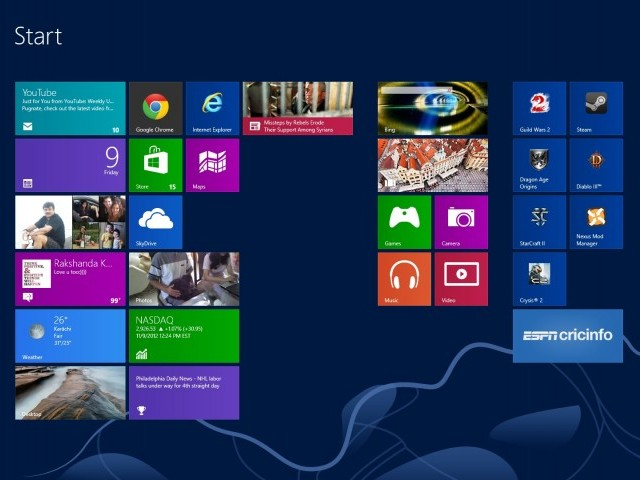 Start
YouTube
Just for You from YouTube: Weekly U...
Pugnate, check out the latest video fi...
10
Google Chrome
Internet Explorer
Missteps by Rebels Erode
Their Support Among Syrians
9
Friday
Store
15
Maps
SkyDrive
Rakshanda K...
Love u too:))))
99+
Photos
26°
Karachi
Fair
31°/25°
Weather
NASDAQ
2,926.53 ▲ +1.07% (+30.95)
11/9/2012 12:24 PM EST
Desktop
Philadelphia Daily News - NHL, labor
talks under way for 4th straight day
Bing
Games
Camera
Music
Video
Guild Wars 2
Steam
Dragon Age
Origins
Diablo III™
StarCraft II
Nexus Mod
Manager
Crysis® 2
ESPN cricinfo